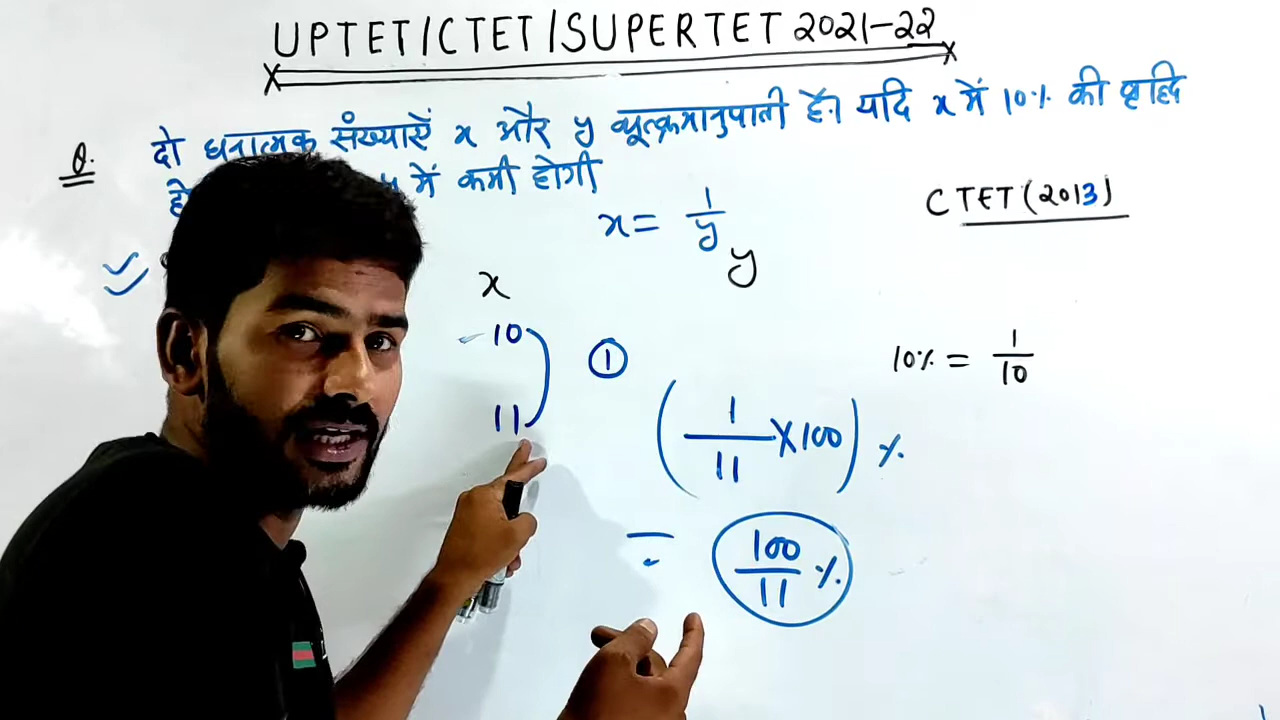 UPTET/CTET/SUPERTET 2021-22
Q. दो धनात्मक संख्याऐं x और y व्यूत्क्रमानुपाती हैं। यदि x में 10% की वृद्धि
हो में कमी होगी
CTET (2013)
x = 1/y
x y
10
11
①
10% = 1/10
(1/11 X 100) %
= 100/11 %